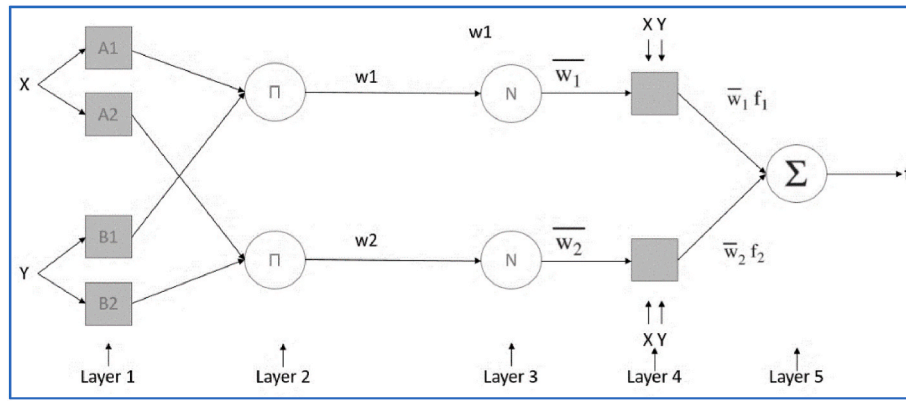 w1
X Y
A1
X
A2
Π
w1
N
w̅₁
w̅₁ f₁
Σ
B1
Y
B2
Π
w2
N
w̅₂
w̅₂ f₂
X Y
Layer 1 Layer 2 Layer 3 Layer 4 Layer 5